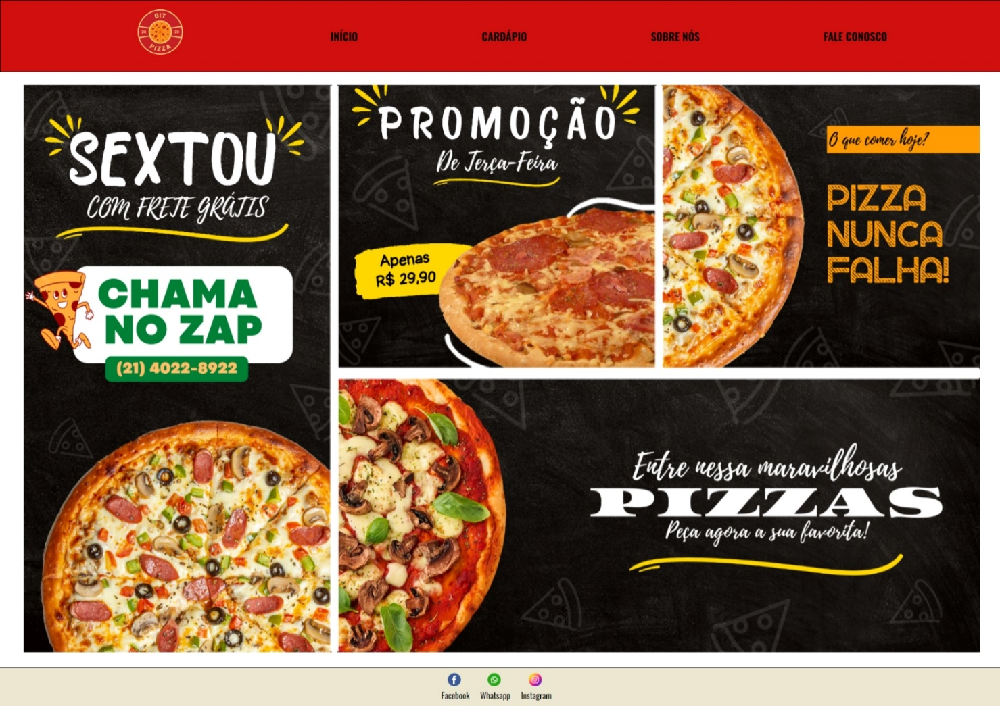 GIT
20 20
PIZZA
INÍCIO
CARDÁPIO
SOBRE NÓS
FALE CONOSCO
SEXTOU
COM FRETE GRÁTIS
CHAMA
NO ZAP
(21) 4022-8922
PROMOÇÃO
De Terça-Feira
Apenas
R$ 29,90
O que comer hoje?
PIZZA
NUNCA
FALHA!
Entre nessa maravilhosas
PIZZAS
Peça agora a sua favorita!
Facebook
Whatsapp
Instagram